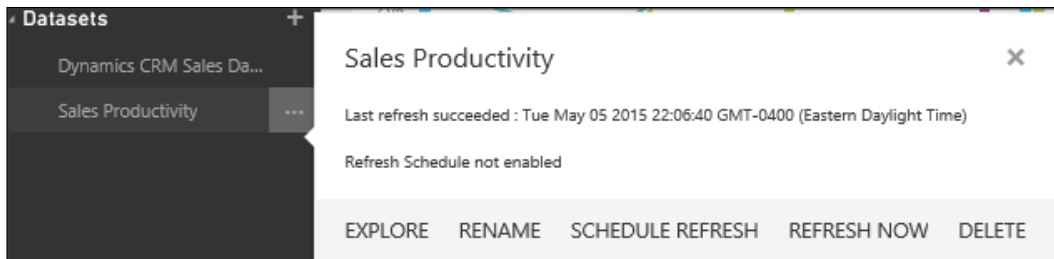 Datasets +
Dynamics CRM Sales Da...
Sales Productivity ...
Sales Productivity
Last refresh succeeded : Tue May 05 2015 22:06:40 GMT-0400 (Eastern Daylight Time)
Refresh Schedule not enabled
EXPLORE RENAME SCHEDULE REFRESH REFRESH NOW DELETE